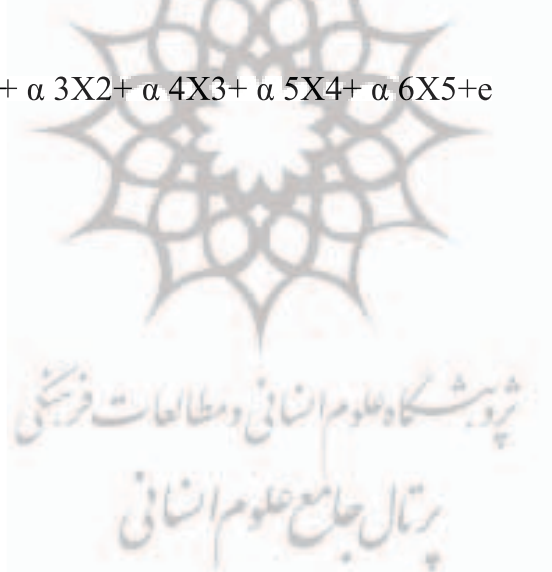 + α 3X2+ α 4X3+ α 5X4+ α 6X5+e
پژوهشگاه علوم انسانی و مطالعات فرهنگی
پرتال جامع علوم انسانی